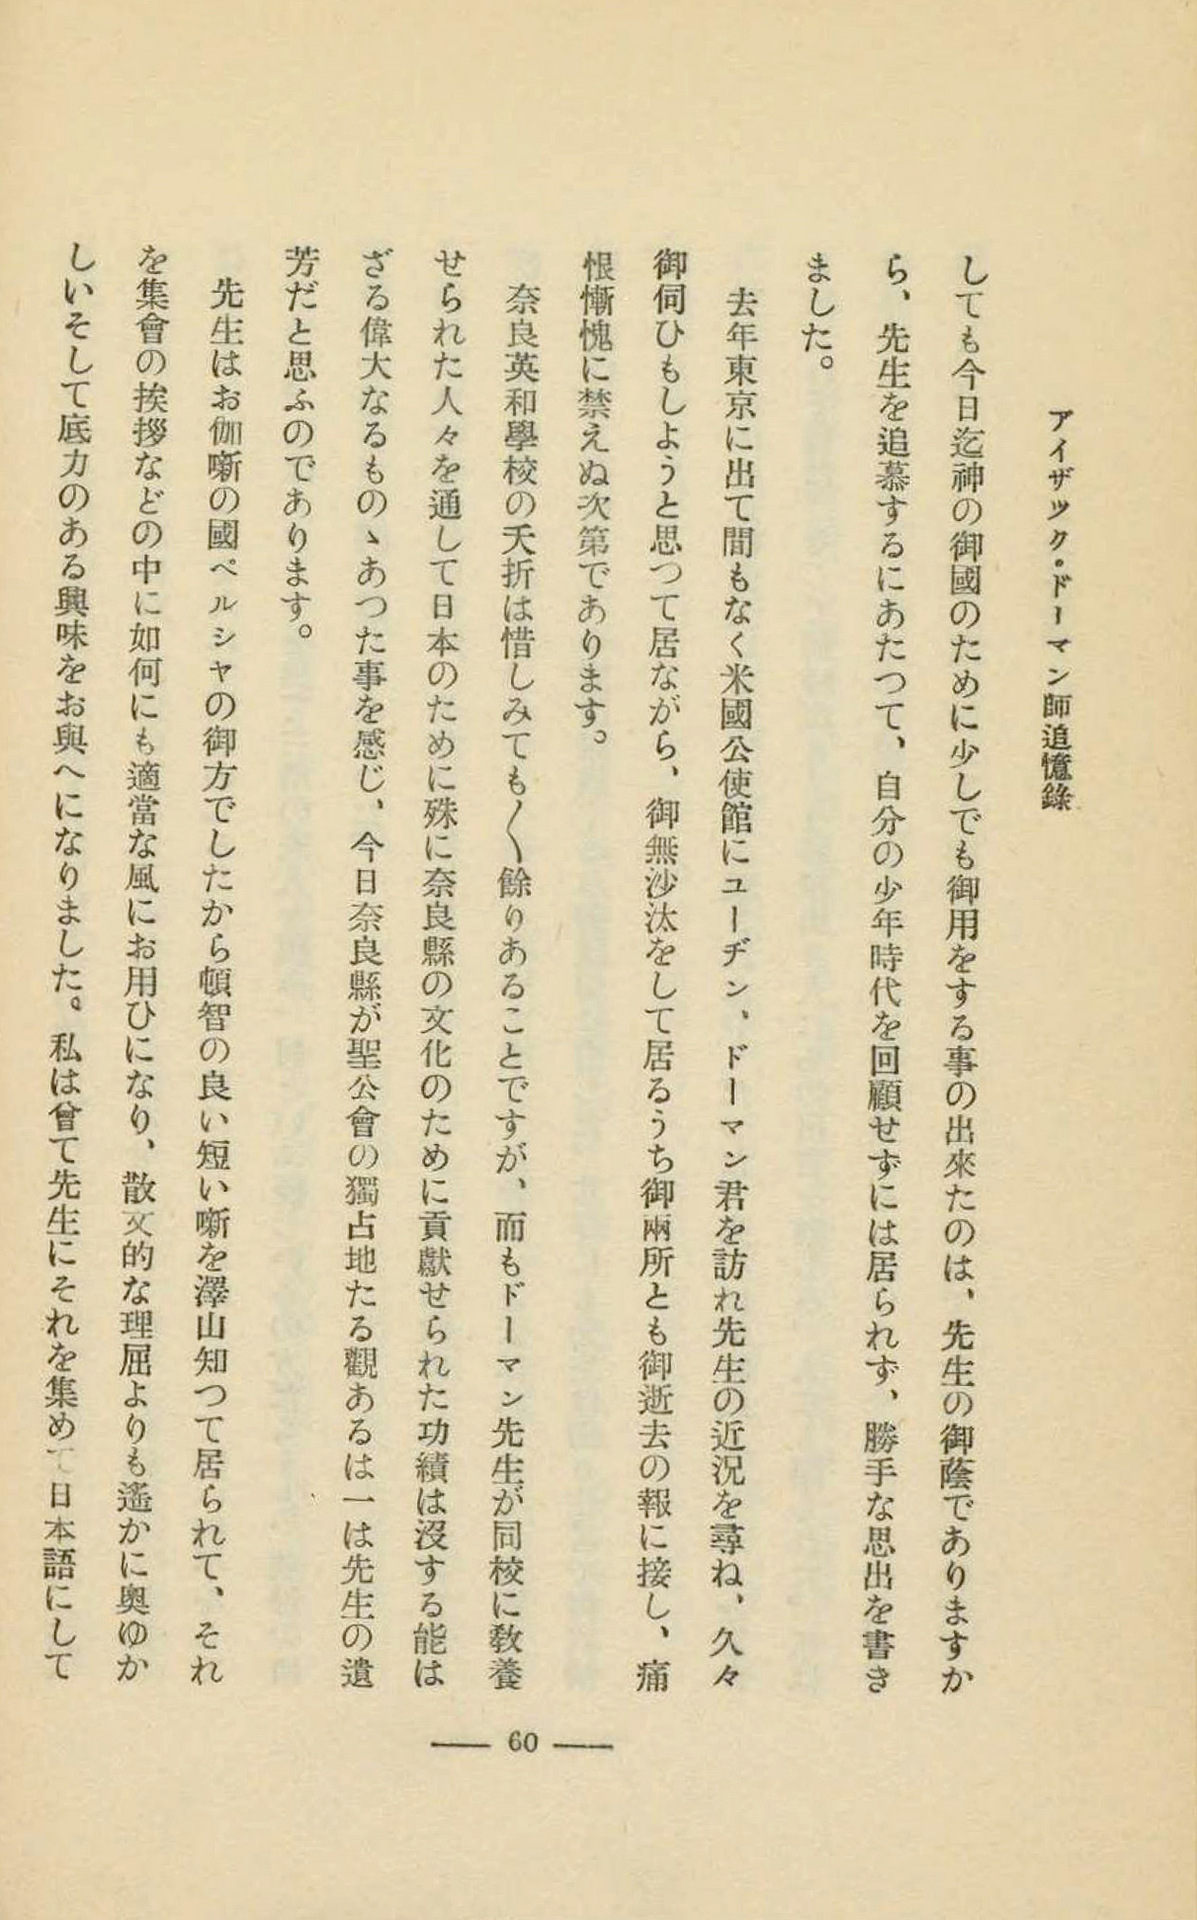 アイザック・ドーマン師追憶錄
しても今日迄神の御國のために少しでも御用をする事の出來たのは、先生の御蔭でありますか
ら、先生を追慕するにあたつて、自分の少年時代を回顧せずには居られず、勝手な思出を書き
ました。
去年東京に出て間もなく米國公使館にユーヂン、ドーマン君を訪れ先生の近況を尋ね、久々
御伺ひもしようと思つて居ながら、御無沙汰をして居るうち御兩所とも御逝去の報に接し、痛
恨慚愧に禁えぬ次第であります。
奈良英和學校の夭折は惜しみても〱餘りあることですが、而もドーマン先生が同校に敎養
せられた人々を通して日本のために殊に奈良縣の文化のために貢獻せられた功績は沒する能は
ざる偉大なるものゝあつた事を感じ、今日奈良縣が聖公會の獨占地たる觀あるは一は先生の遺
芳だと思ふのであります。
先生はお伽噺の國ペルシャの御方でしたから頓智の良い短い噺を澤山知つて居られて、それ
を集會の挨拶などの中に如何にも適當な風にお用ひになり、散文的な理屈よりも遙かに奧ゆか
しいそして底力のある興味をお與へになりました。私は曾て先生にそれを集めて日本語にして
— 60 —